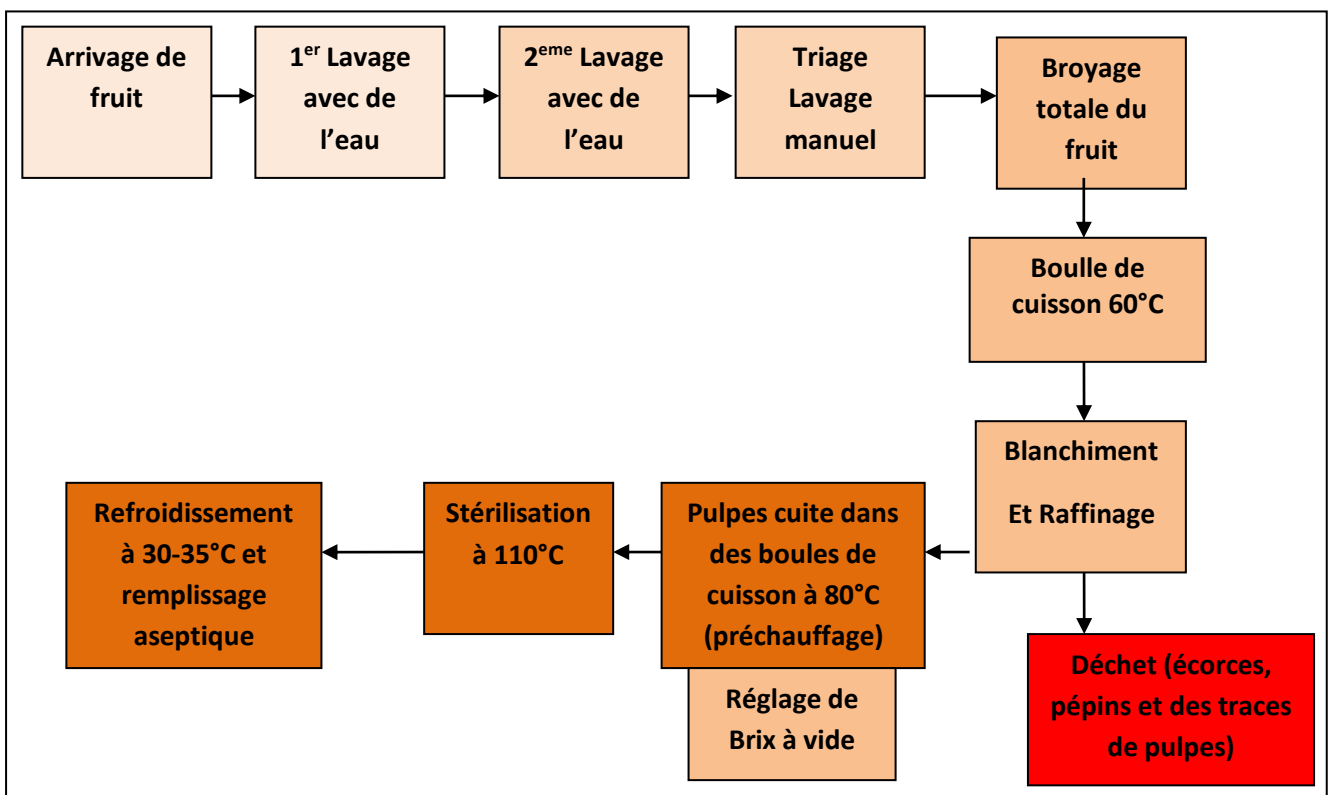 Arrivage de
fruit
1er Lavage
avec de
l’eau
2eme Lavage
avec de
l’eau
Triage
Lavage
manuel
Broyage
totale du
fruit
Boulle de
cuisson 60°C
Blanchiment
Et Raffinage
Déchet (écorces,
pépins et des traces
de pulpes)
Pulpes cuite dans
des boules de
cuisson à 80°C
(préchauffage)
Réglage de
Brix à vide
Stérilisation
à 110°C
Refroidissement
à 30-35°C et
remplissage
aseptique